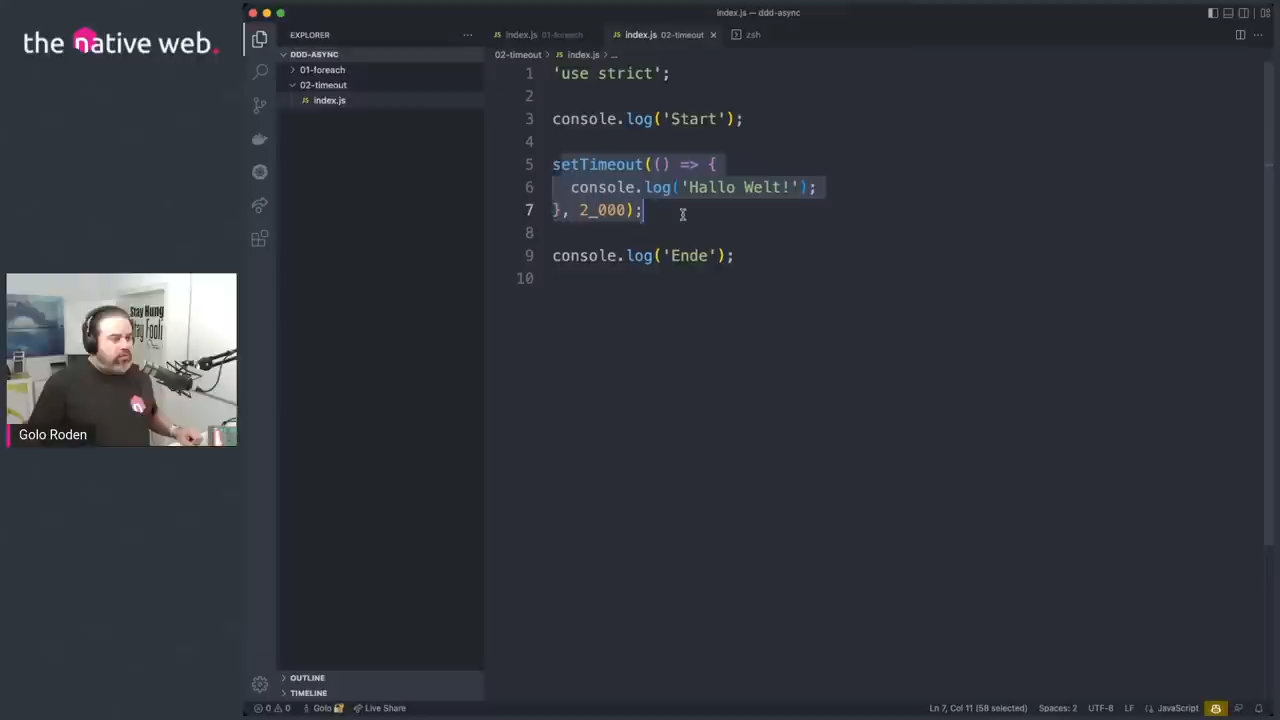 the native web.
index.js — ddd-async
EXPLORER
index.js 01-foreach
index.js 02-timeout
zsh
DDD-ASYNC
01-foreach
02-timeout
index.js
02-timeout > index.js > ...
1 'use strict';
2
3 console.log('Start');
4
5 setTimeout(() => {
6 console.log('Hallo Welt!');
7 }, 2_000);
8
9 console.log('Ende');
10
Golo Roden
OUTLINE
TIMELINE
0 0 Golo Live Share
Ln 7, Col 11 (58 selected) Spaces: 2 UTF-8 LF JavaScript